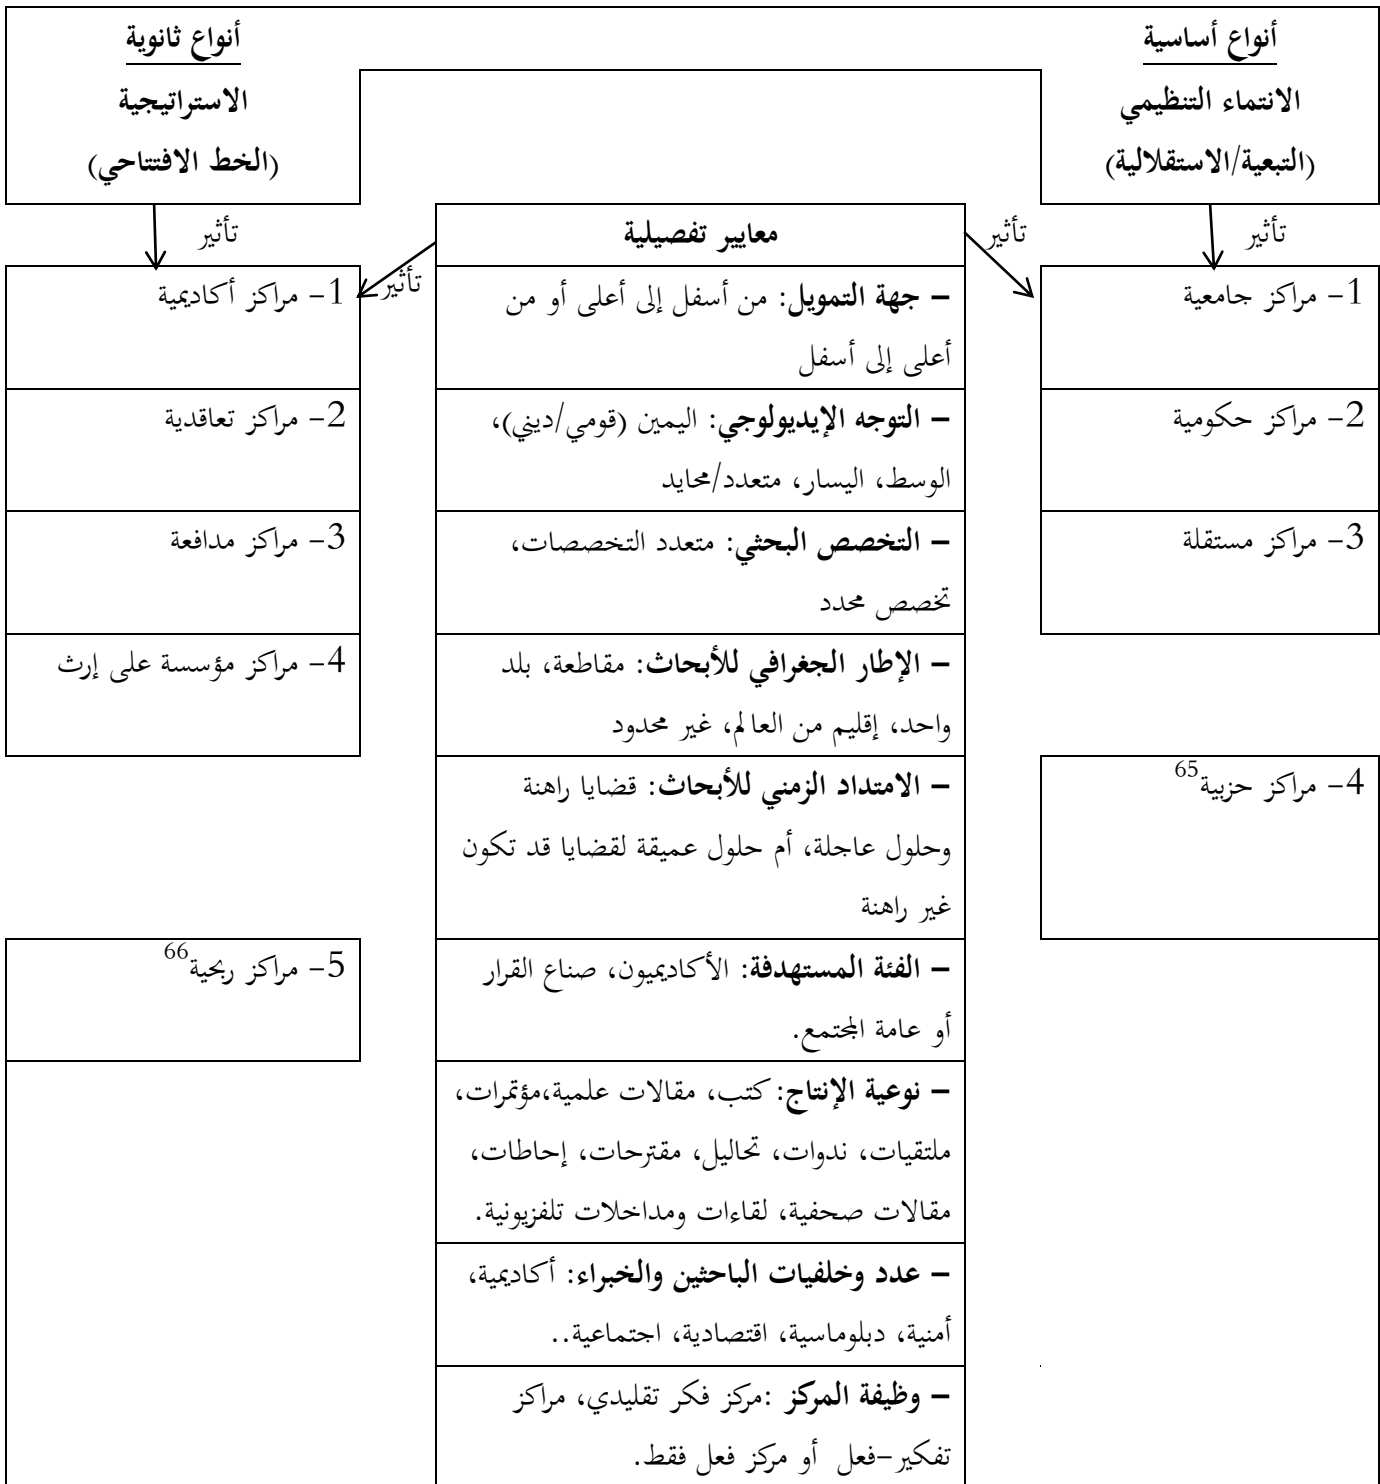 أنواع أساسية
الانتماء التنظيمي
(التبعية/الاستقلالية)
أنواع ثانوية
الاستراتيجية
(الخط الافتتاحي)
تأثير
تأثير
تأثير
تأثير
1- مراكز جامعية
2- مراكز حكومية
3- مراكز مستقلة
4- مراكز حزبية65
معايير تفصيلية
– جهة التمويل: من أسفل إلى أعلى أو من
أعلى إلى أسفل
– التوجه الإيديولوجي: اليمين (قومي/ديني)،
الوسط، اليسار، متعدد/محايد
– التخصص البحثي: متعدد التخصصات،
تخصص محدد
– الإطار الجغرافي للأبحاث: مقاطعة، بلد
واحد، إقليم من العالم، غير محدود
– الامتداد الزمني للأبحاث: قضايا راهنة
وحلول عاجلة، أم حلول عميقة لقضايا قد تكون
غير راهنة
– الفئة المستهدفة: الأكاديميون، صناع القرار
أو عامة المجتمع.
– نوعية الإنتاج: كتب، مقالات علمية،مؤتمرات،
ملتقيات، ندوات، تحاليل، مقترحات، إحاطات،
مقالات صحفية، لقاءات ومداخلات تلفزيونية.
– عدد وخلفيات الباحثين والخبراء: أكاديمية،
أمنية، دبلوماسية، اقتصادية، اجتماعية..
– وظيفة المركز :مركز فكر تقليدي، مراكز
تفكير-فعل أو مركز فعل فقط.
1- مراكز أكاديمية
2- مراكز تعاقدية
3- مراكز مدافعة
4- مراكز مؤسسة على إرث
5- مراكز ربحية66